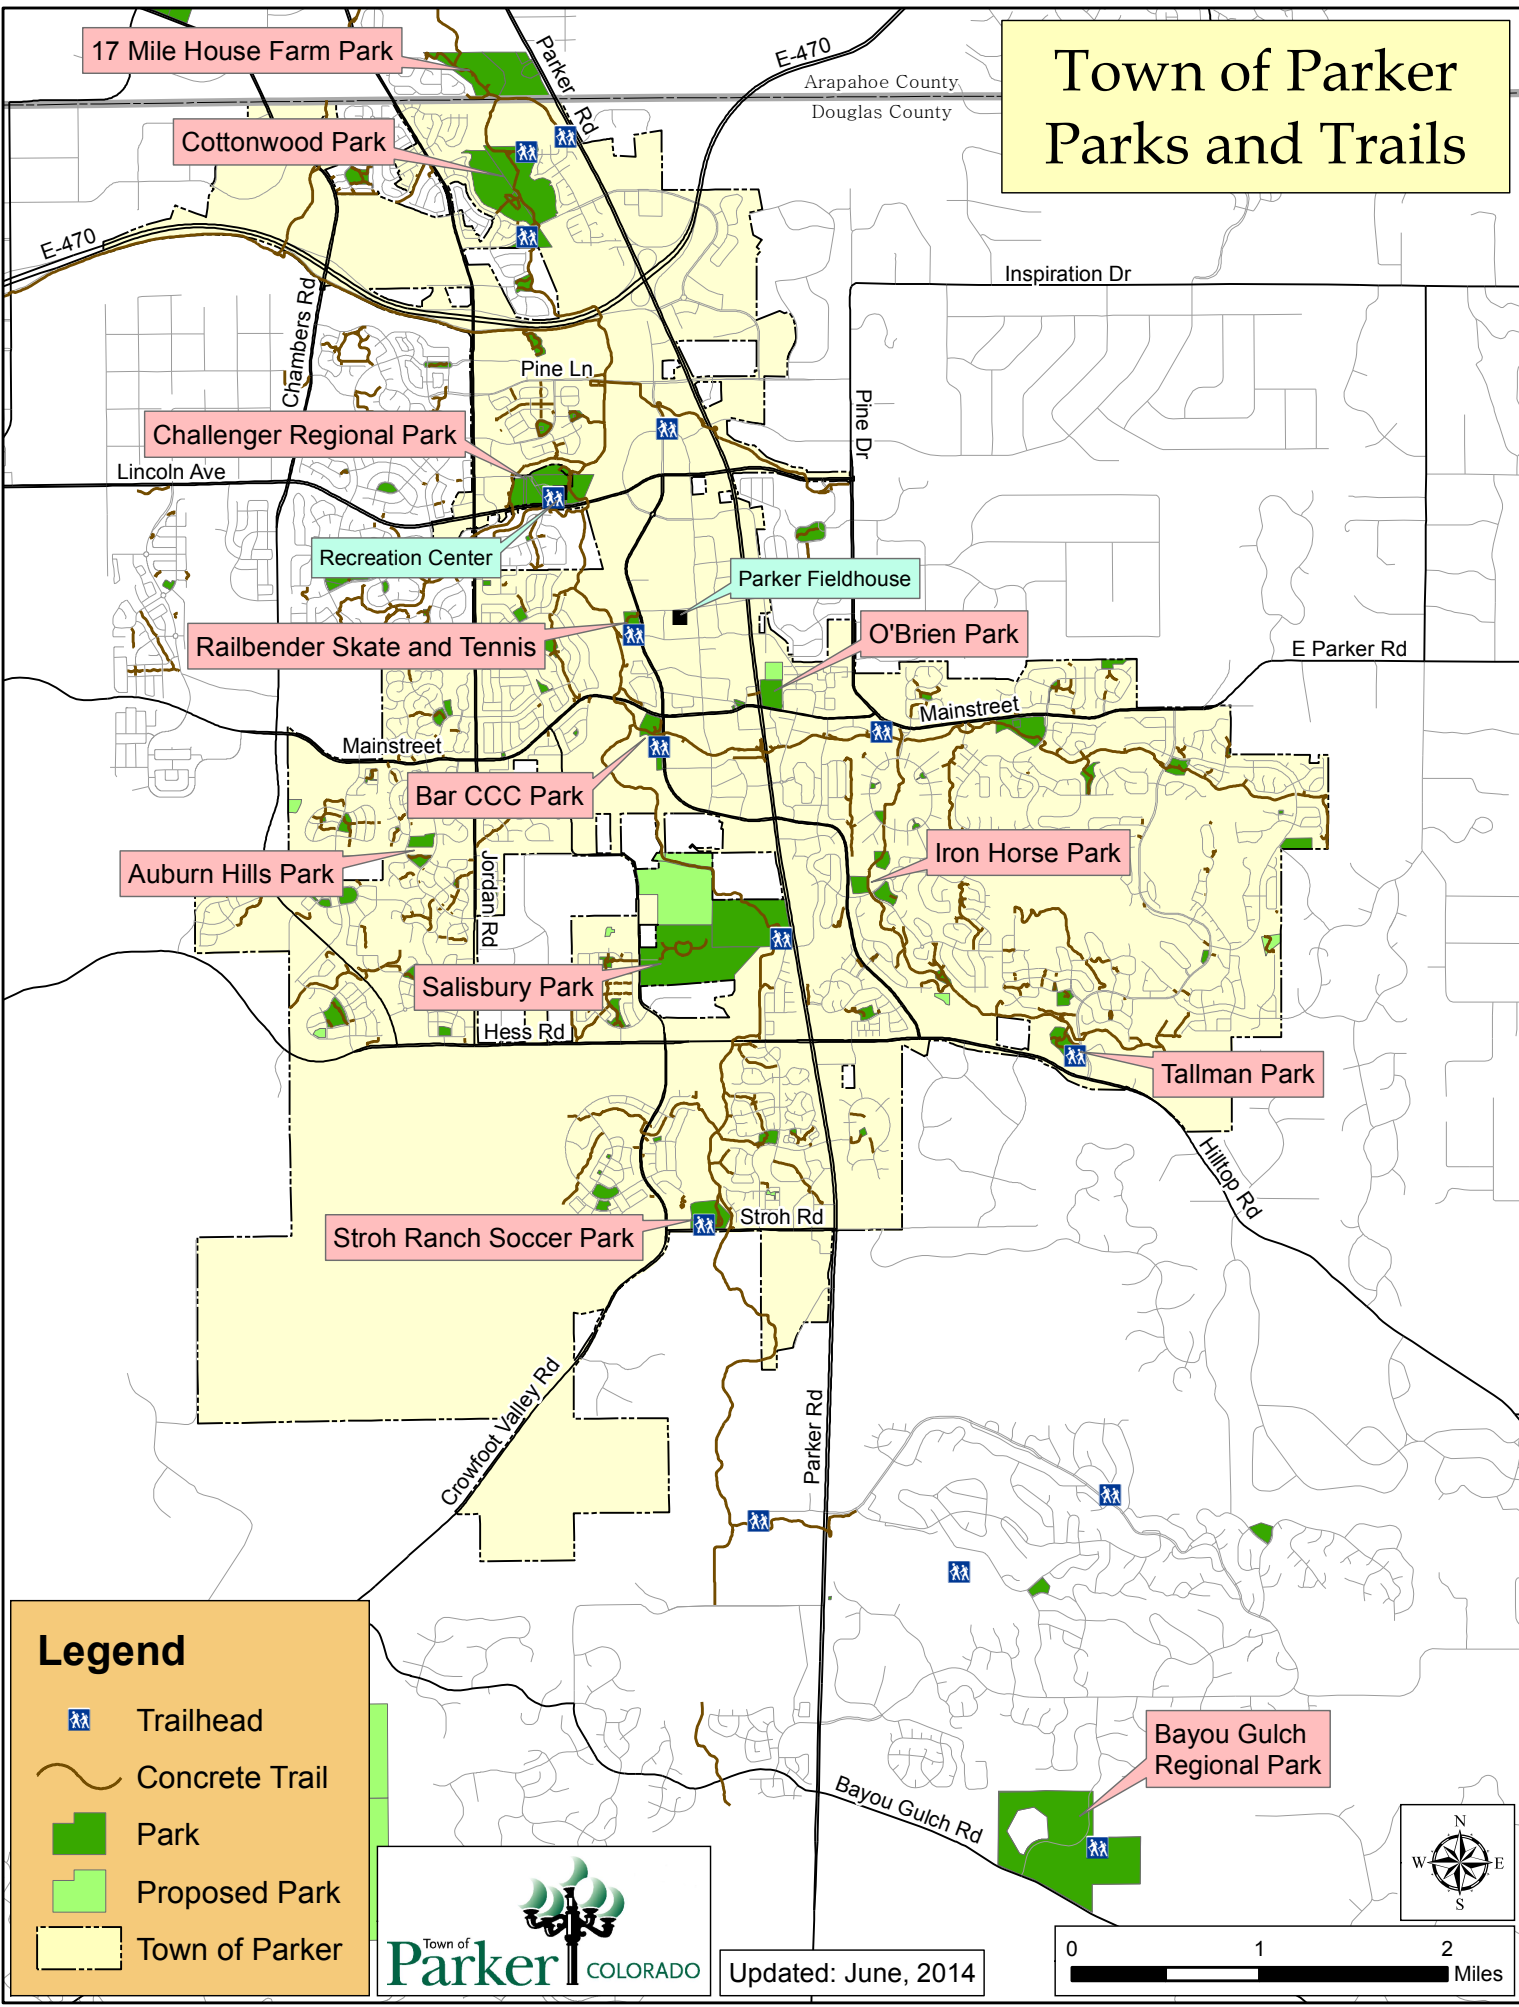 Town of Parker
Parks and Trails
17 Mile House Farm Park
Parker Rd
E-470
Arapahoe County
Douglas County
Cottonwood Park
E-470
Inspiration Dr
Chambers Rd
Pine Ln
Pine Dr
Challenger Regional Park
Lincoln Ave
Recreation Center
Parker Fieldhouse
Railbender Skate and Tennis
O'Brien Park
E Parker Rd
Mainstreet
Mainstreet
Bar CCC Park
Iron Horse Park
Auburn Hills Park
Jordan Rd
Salisbury Park
Hess Rd
Tallman Park
Hilltop Rd
Stroh Rd
Stroh Ranch Soccer Park
Crowfoot Valley Rd
Parker Rd
Legend
Trailhead
Concrete Trail
Park
Proposed Park
Town of Parker
Bayou Gulch
Regional Park
Bayou Gulch Rd
N
W E
S
Town of
Parker
COLORADO
Updated: June, 2014
0 1 2
Miles